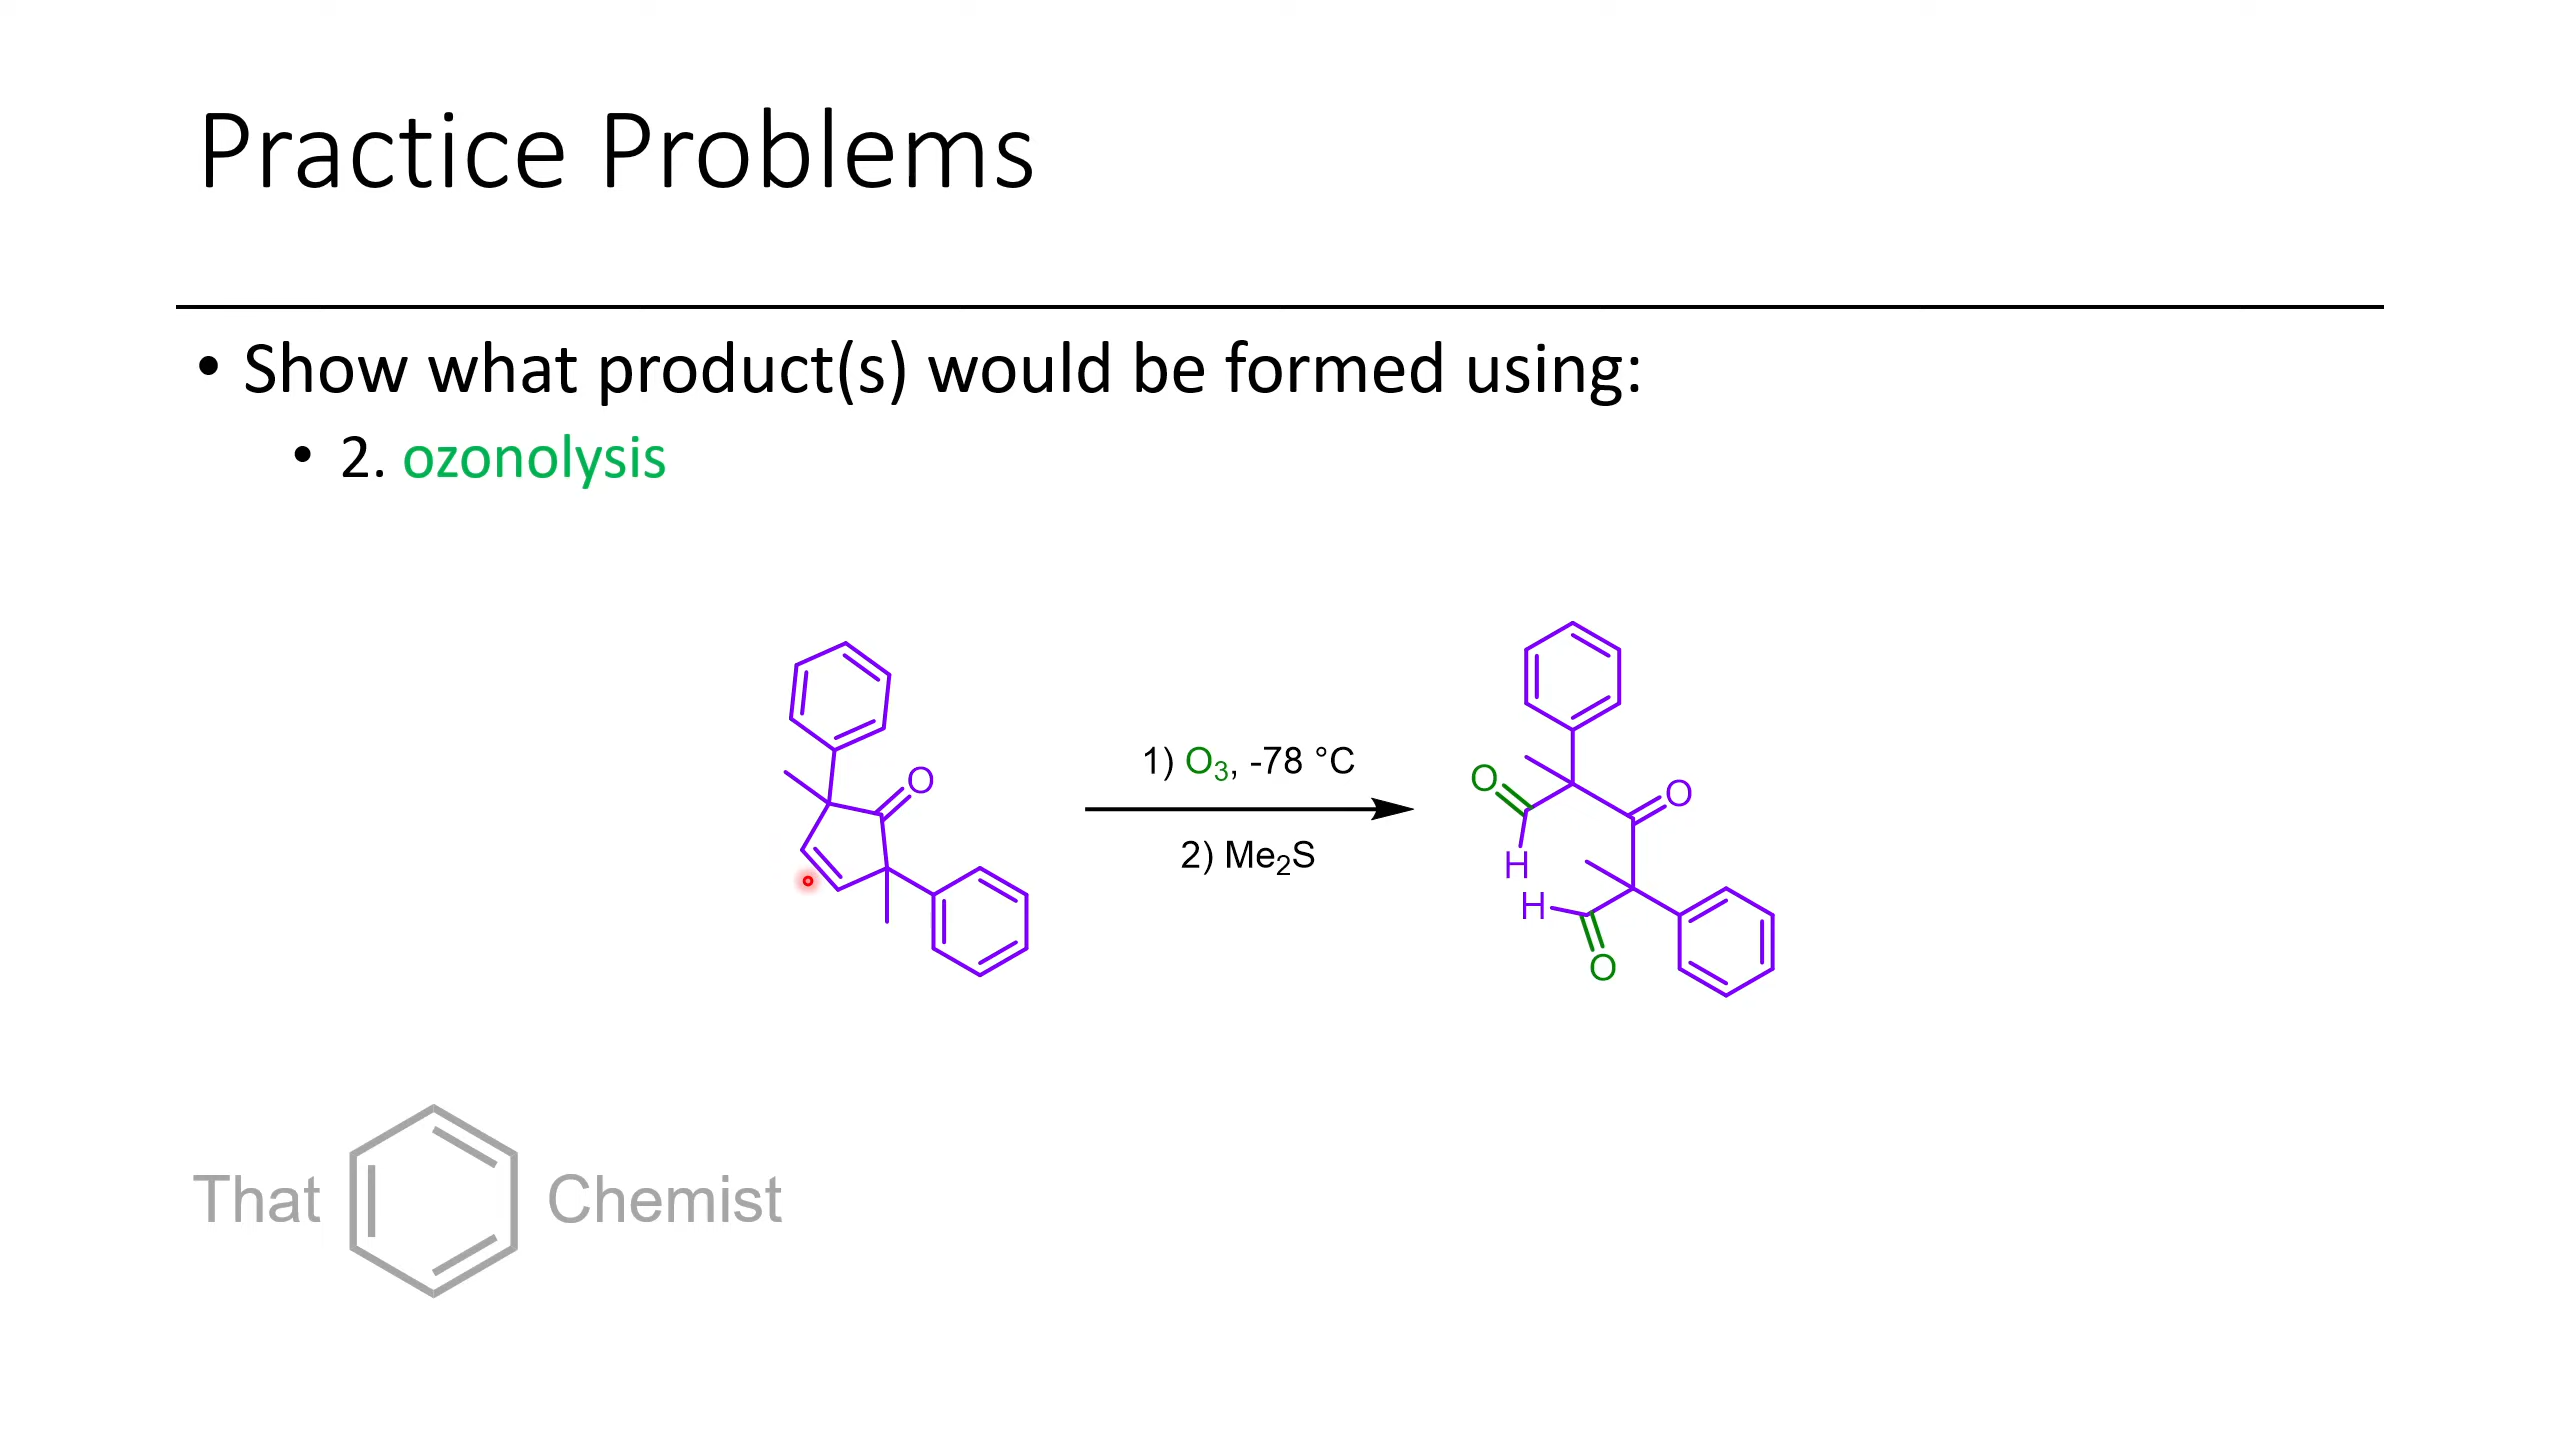 Practice Problems
• Show what product(s) would be formed using:
• 2. ozonolysis
O
1) O₃, -78 °C
2) Me₂S
O
O
H
H
O
That Chemist